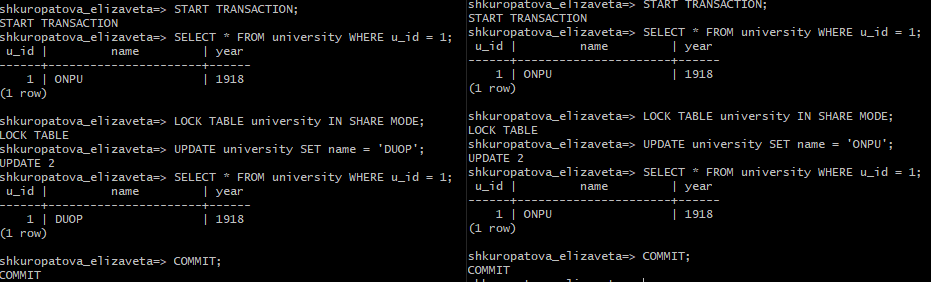 shkuropatova_elizaveta=> START TRANSACTION;
START TRANSACTION
shkuropatova_elizaveta=> SELECT * FROM university WHERE u_id = 1;
 u_id |          name          | year
------+------------------------+------
    1 | ONPU                   | 1918
(1 row)

shkuropatova_elizaveta=> LOCK TABLE university IN SHARE MODE;
LOCK TABLE
shkuropatova_elizaveta=> UPDATE university SET name = 'DUOP';
UPDATE 2
shkuropatova_elizaveta=> SELECT * FROM university WHERE u_id = 1;
 u_id |          name          | year
------+------------------------+------
    1 | DUOP                   | 1918
(1 row)

shkuropatova_elizaveta=> COMMIT;
COMMIT
shkuropatova_elizaveta=> START TRANSACTION;
START TRANSACTION
shkuropatova_elizaveta=> SELECT * FROM university WHERE u_id = 1;
 u_id |          name          | year
------+------------------------+------
    1 | ONPU                   | 1918
(1 row)

shkuropatova_elizaveta=> LOCK TABLE university IN SHARE MODE;
LOCK TABLE
shkuropatova_elizaveta=> UPDATE university SET name = 'ONPU';
UPDATE 2
shkuropatova_elizaveta=> SELECT * FROM university WHERE u_id = 1;
 u_id |          name          | year
------+------------------------+------
    1 | ONPU                   | 1918
(1 row)

shkuropatova_elizaveta=> COMMIT;
COMMIT